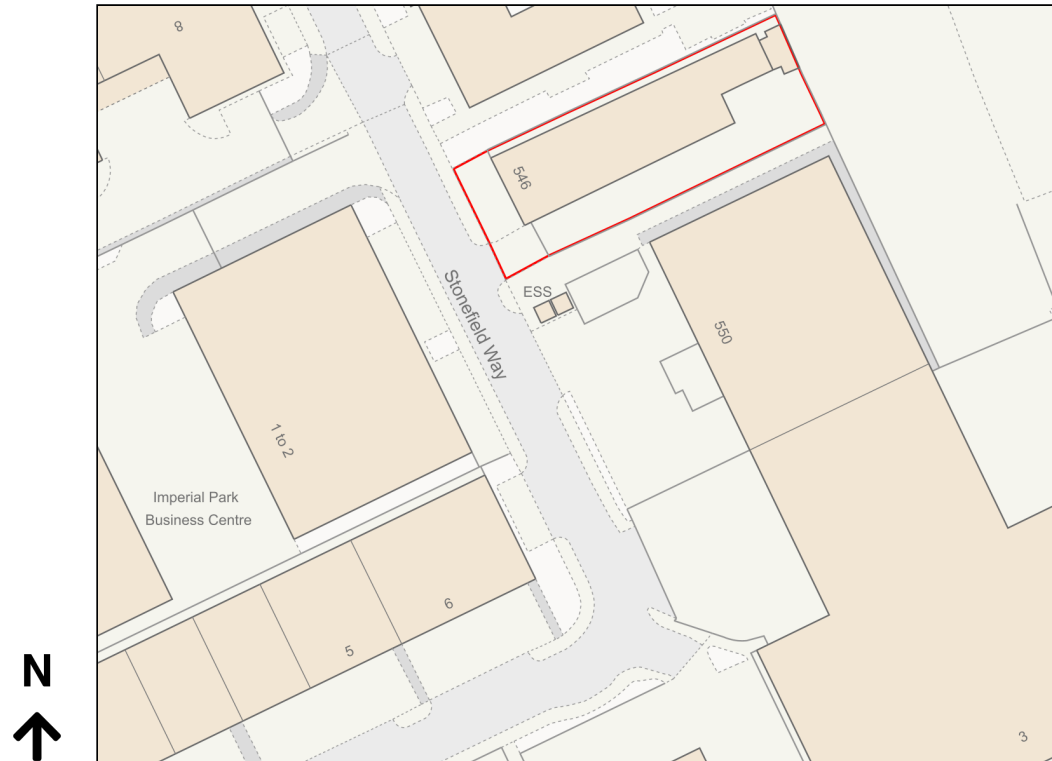 8
546
Stonefield Way
ESS
550
1 to 2
Imperial Park
Business Centre
6
5
3
N